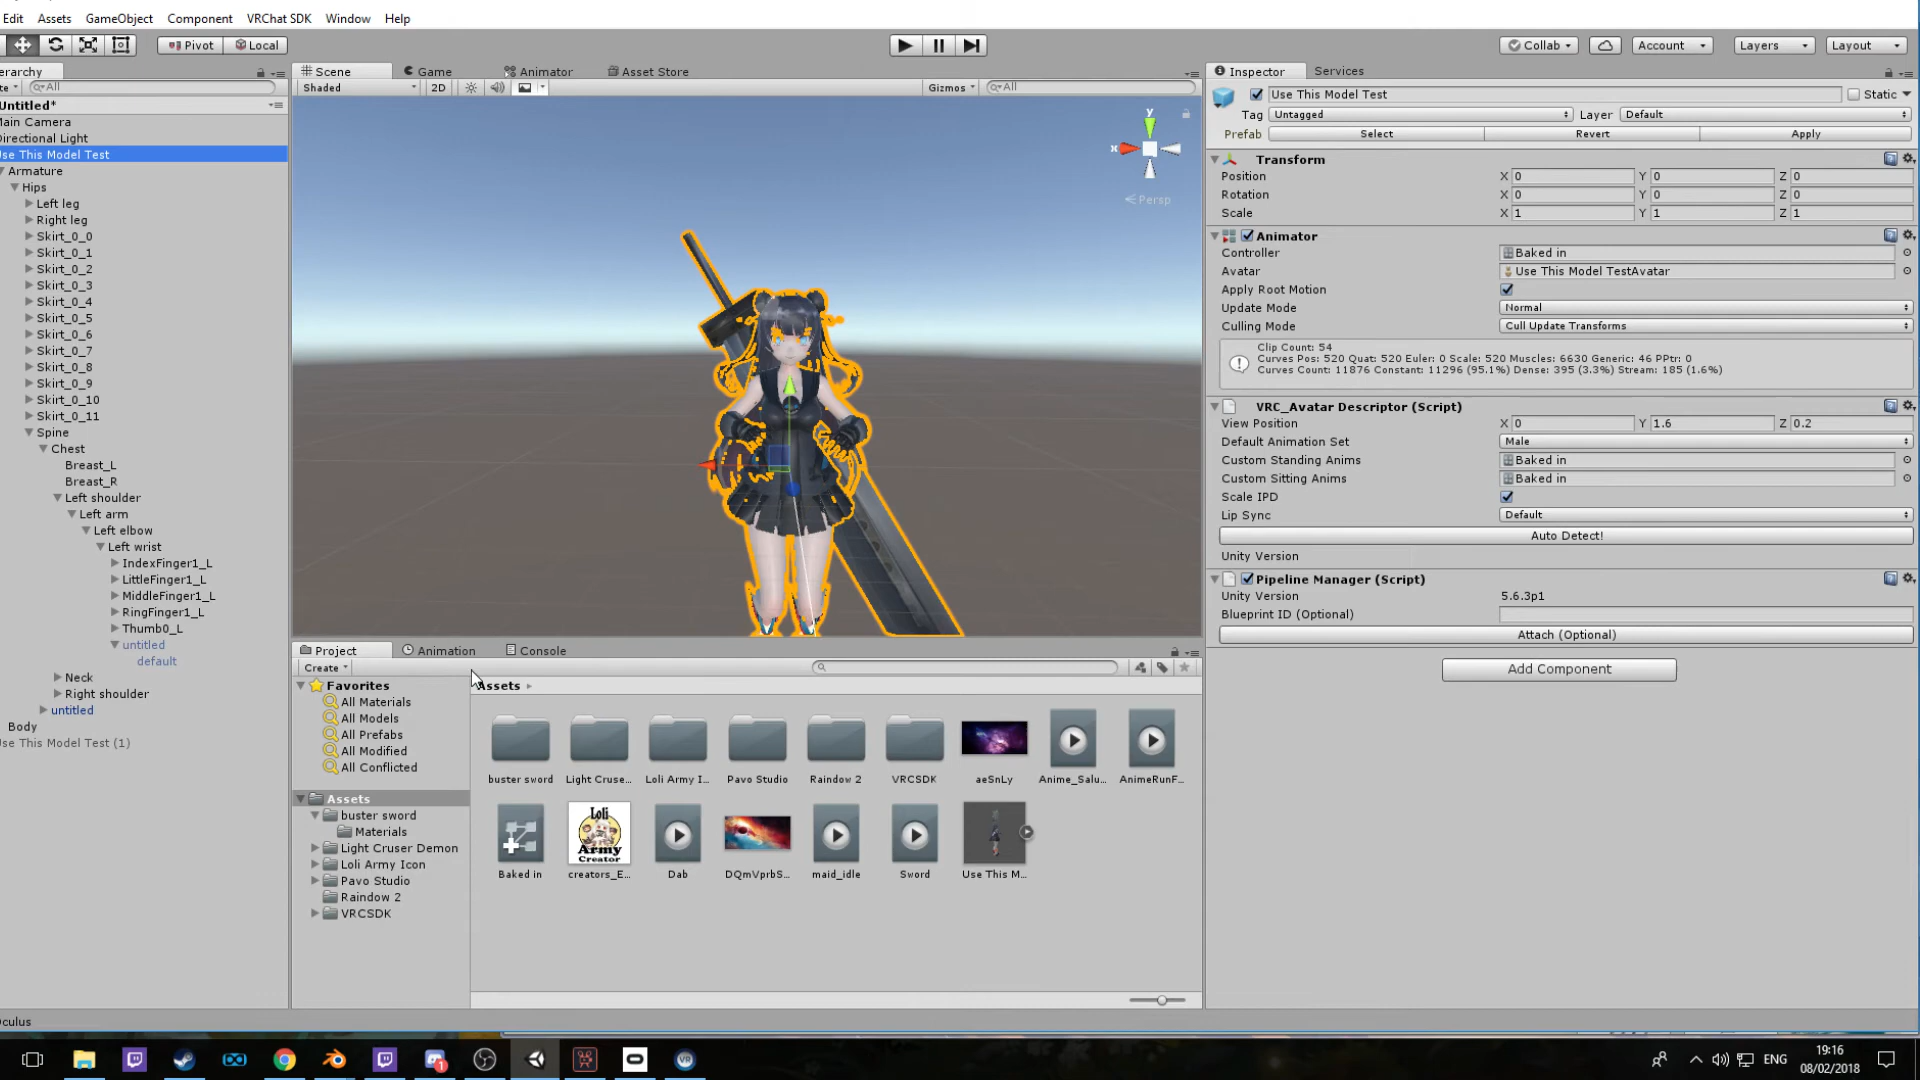 Edit Assets GameObject Component VRChat SDK Window Help
Pivot Local Collab Account Layers Layout
erarchy Scene Game Animator Asset Store Inspector Services
All Shaded 2D Gizmos All
Untitled*
Main Camera
Directional Light
Use This Model Test
Armature
Hips
Left leg
Right leg
Skirt_0_0
Skirt_0_1
Skirt_0_2
Skirt_0_3
Skirt_0_4
Skirt_0_5
Skirt_0_6
Skirt_0_7
Skirt_0_8
Skirt_0_9
Skirt_0_10
Skirt_0_11
Spine
Chest
Breast_L
Breast_R
Left shoulder
Left arm
Left elbow
Left wrist
IndexFinger1_L
LittleFinger1_L
MiddleFinger1_L
RingFinger1_L
Thumb0_L
untitled
default
Neck
Right shoulder
untitled
Body
Use This Model Test (1)
y
x
Persp
Use This Model Test Static
Tag Untagged Layer Default
Prefab Select Revert Apply
Transform
Position X 0 Y 0 Z 0
Rotation X 0 Y 0 Z 0
Scale X 1 Y 1 Z 1
Animator
Controller Baked in
Avatar Use This Model TestAvatar
Apply Root Motion
Update Mode Normal
Culling Mode Cull Update Transforms
Clip Count: 54
Curves Pos: 520 Quat: 520 Euler: 0 Scale: 520 Muscles: 6630 Generic: 46 PPtr: 0
Curves Count: 11876 Constant: 11296 (95.1%) Dense: 395 (3.3%) Stream: 185 (1.6%)
VRC_Avatar Descriptor (Script)
View Position X 0 Y 1.6 Z 0.2
Default Animation Set Male
Custom Standing Anims Baked in
Custom Sitting Anims Baked in
Scale IPD
Lip Sync Default
Auto Detect!
Unity Version
Pipeline Manager (Script)
Unity Version 5.6.3p1
Blueprint ID (Optional)
Attach (Optional)
Add Component
Project Animation Console
Create
Favorites
All Materials
All Models
All Prefabs
All Modified
All Conflicted
Assets
buster sword
Materials
Light Cruser Demon
Loli Army Icon
Pavo Studio
Raindow 2
VRCSDK
Assets
buster sword Light Cruse... Loli Army I... Pavo Studio Raindow 2 VRCSDK aeSnLy Anime_Salu... AnimeRunF...
Loli
Army
Creator
Baked in creators_E... Dab DQmVprbS... maid_idle Sword Use This M...
culus
ENG
19:16
08/02/2018